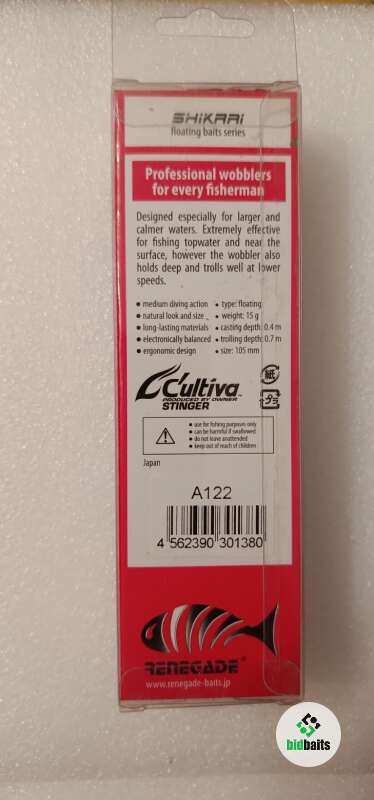 SHIKARI
floating baits series
Professional wobblers
for every fisherman
Designed especially for larger and
calmer waters. Extremely effective
for fishing topwater and near the
surface, however the wobbler also
holds deep and trolls well at lower
speeds.
• medium diving action • type: floating
• natural look and size • weight: 15 g
• long-lasting materials • casting depth: 0.4 m
• electronically balanced • trolling depth: 0.7 m
• ergonomic design • size: 105 mm
C'ultiva™
PRODUCED BY OWNER
STINGER
紙
プラ
• use for fishing purposes only
• can be harmful if swallowed
• do not leave unattended
• keep out of reach of children
Japan
A122
4 562390 301380
RENEGADE®
www.renegade-baits.jp
bidbaits